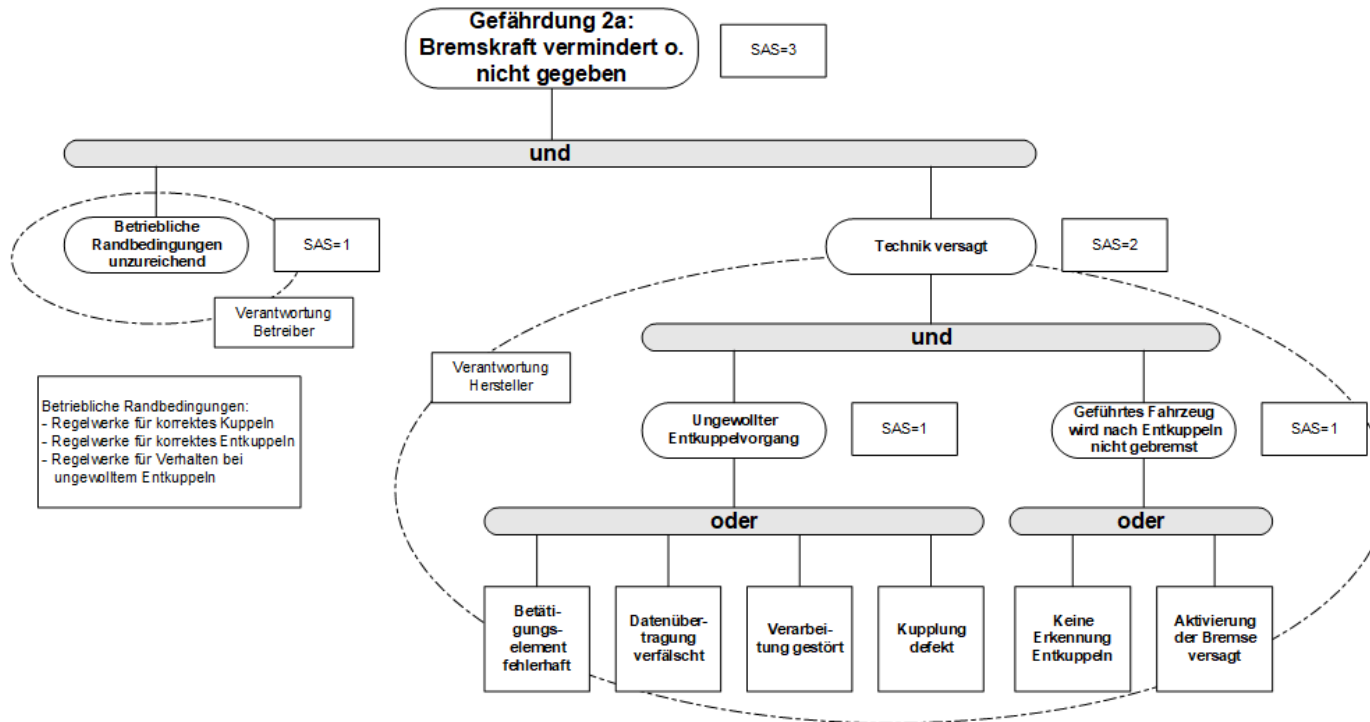 Gefährdung 2a:
Bremskraft vermindert o.
nicht gegeben
SAS=3
und
Betriebliche
Randbedingungen
unzureichend
SAS=1
Technik versagt
SAS=2
Verantwortung
Betreiber
und
Verantwortung
Hersteller
Betriebliche Randbedingungen:
- Regelwerke für korrektes Kuppeln
- Regelwerke für korrektes Entkuppeln
- Regelwerke für Verhalten bei
ungewolltem Entkuppeln
Ungewollter
Entkuppelvorgang
SAS=1
Geführtes Fahrzeug
wird nach Entkuppeln
nicht gebremst
SAS=1
oder
oder
Betäti-
gungs-
element
fehlerhaft
Datenüber-
tragung
verfälscht
Verarbei-
tung gestört
Kupplung
defekt
Keine
Erkennung
Entkuppeln
Aktivierung
der Bremse
versagt